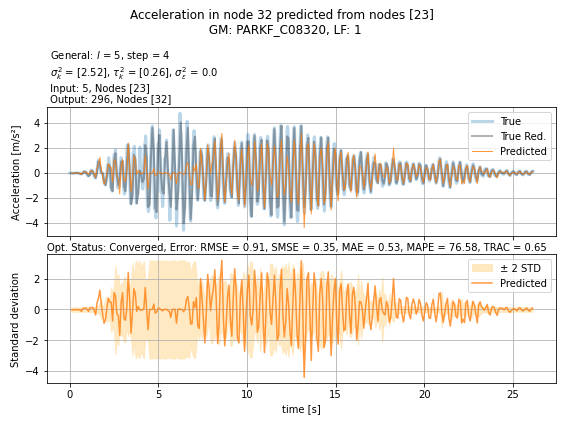 Acceleration in node 32 predicted from nodes [23]
GM: PARKF_C08320, LF: 1
General: l = 5, step = 4
σ²ₖ = [2.52], τ²ₖ = [0.26], σ²ε = 0.0
Input: 5, Nodes [23]
Output: 296, Nodes [32]
Acceleration [m/s²]
4
2
0
−2
−4
True
True Red.
Predicted
Opt. Status: Converged, Error: RMSE = 0.91, SMSE = 0.35, MAE = 0.53, MAPE = 76.58, TRAC = 0.65
Standard deviation
2
0
−2
−4
± 2 STD
Predicted
0 5 10 15 20 25
time [s]